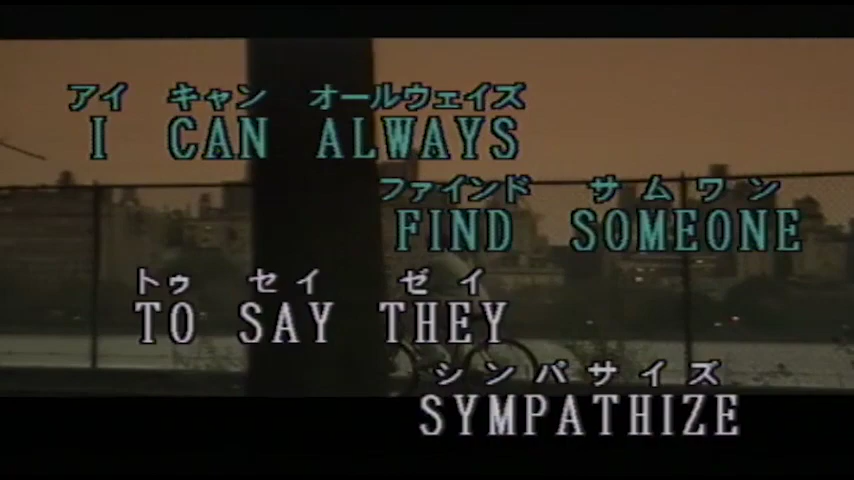 アイ キャン オールウェイズ
I CAN ALWAYS
ファインド サムワン
FIND SOMEONE
トゥ セイ ゼイ
TO SAY THEY
シンパサイズ
SYMPATHIZE